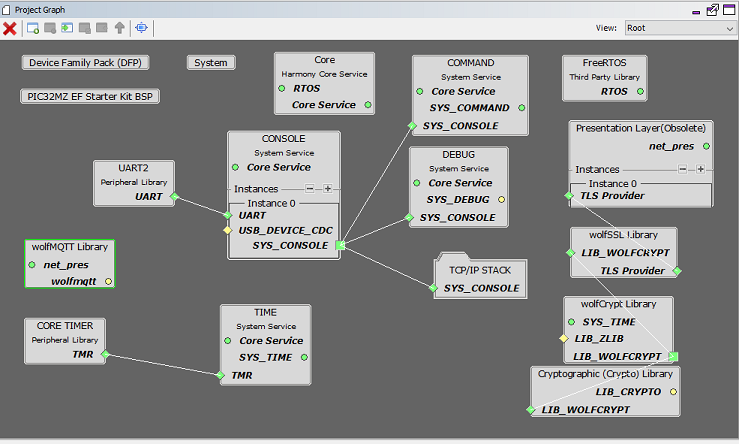 Project Graph
View: Root
Device Family Pack (DFP)
System
PIC32MZ EF Starter Kit BSP
Core
Harmony Core Service
RTOS
Core Service
COMMAND
System Service
Core Service
SYS_COMMAND
SYS_CONSOLE
FreeRTOS
Third Party Library
RTOS
CONSOLE
System Service
Core Service
Instances
Instance 0
UART
USB_DEVICE_CDC
SYS_CONSOLE
DEBUG
System Service
Core Service
SYS_DEBUG
SYS_CONSOLE
Presentation Layer(Obsolete)
net_pres
Instances
Instance 0
TLS Provider
UART2
Peripheral Library
UART
wolfMQTT Library
net_pres
wolfmqtt
TCP/IP STACK
SYS_CONSOLE
wolfSSL Library
LIB_WOLFCRYPT
TLS Provider
CORE TIMER
Peripheral Library
TMR
TIME
System Service
Core Service
SYS_TIME
TMR
wolfCrypt Library
SYS_TIME
LIB_ZLIB
LIB_WOLFCRYPT
Cryptographic (Crypto) Library
LIB_CRYPTO
LIB_WOLFCRYPT